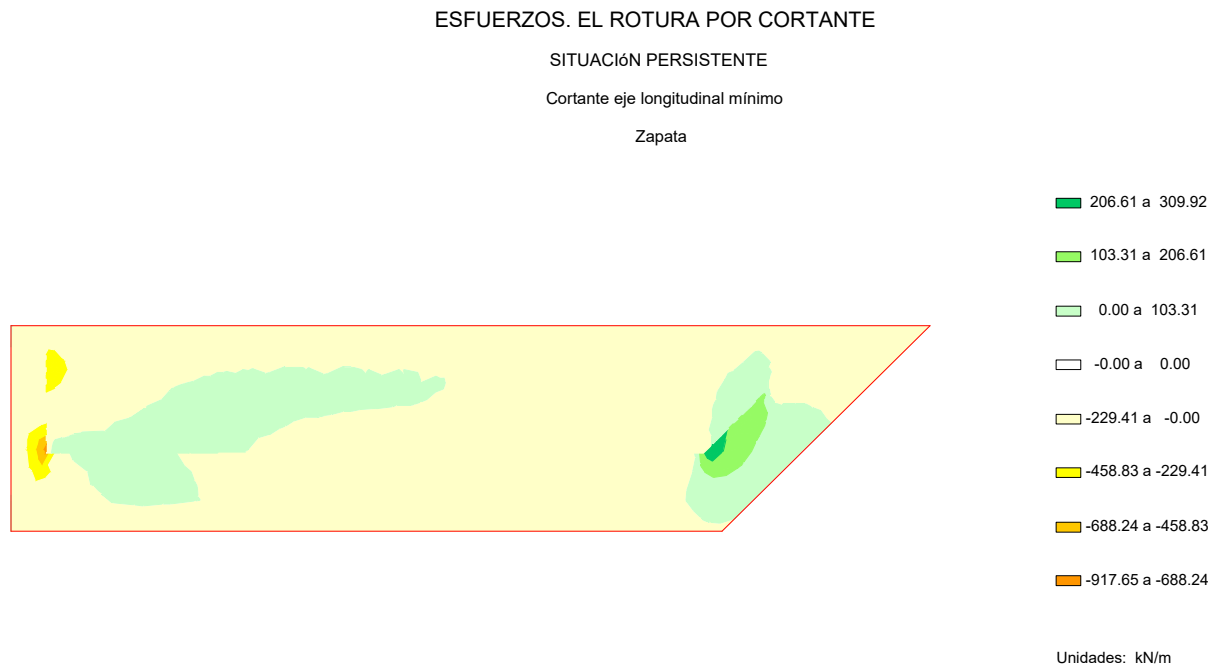 ESFUERZOS. EL ROTURA POR CORTANTE
SITUACIóN PERSISTENTE
Cortante eje longitudinal mínimo
Zapata
206.61 a 309.92
103.31 a 206.61
0.00 a 103.31
-0.00 a 0.00
-229.41 a -0.00
-458.83 a -229.41
-688.24 a -458.83
-917.65 a -688.24
Unidades: kN/m